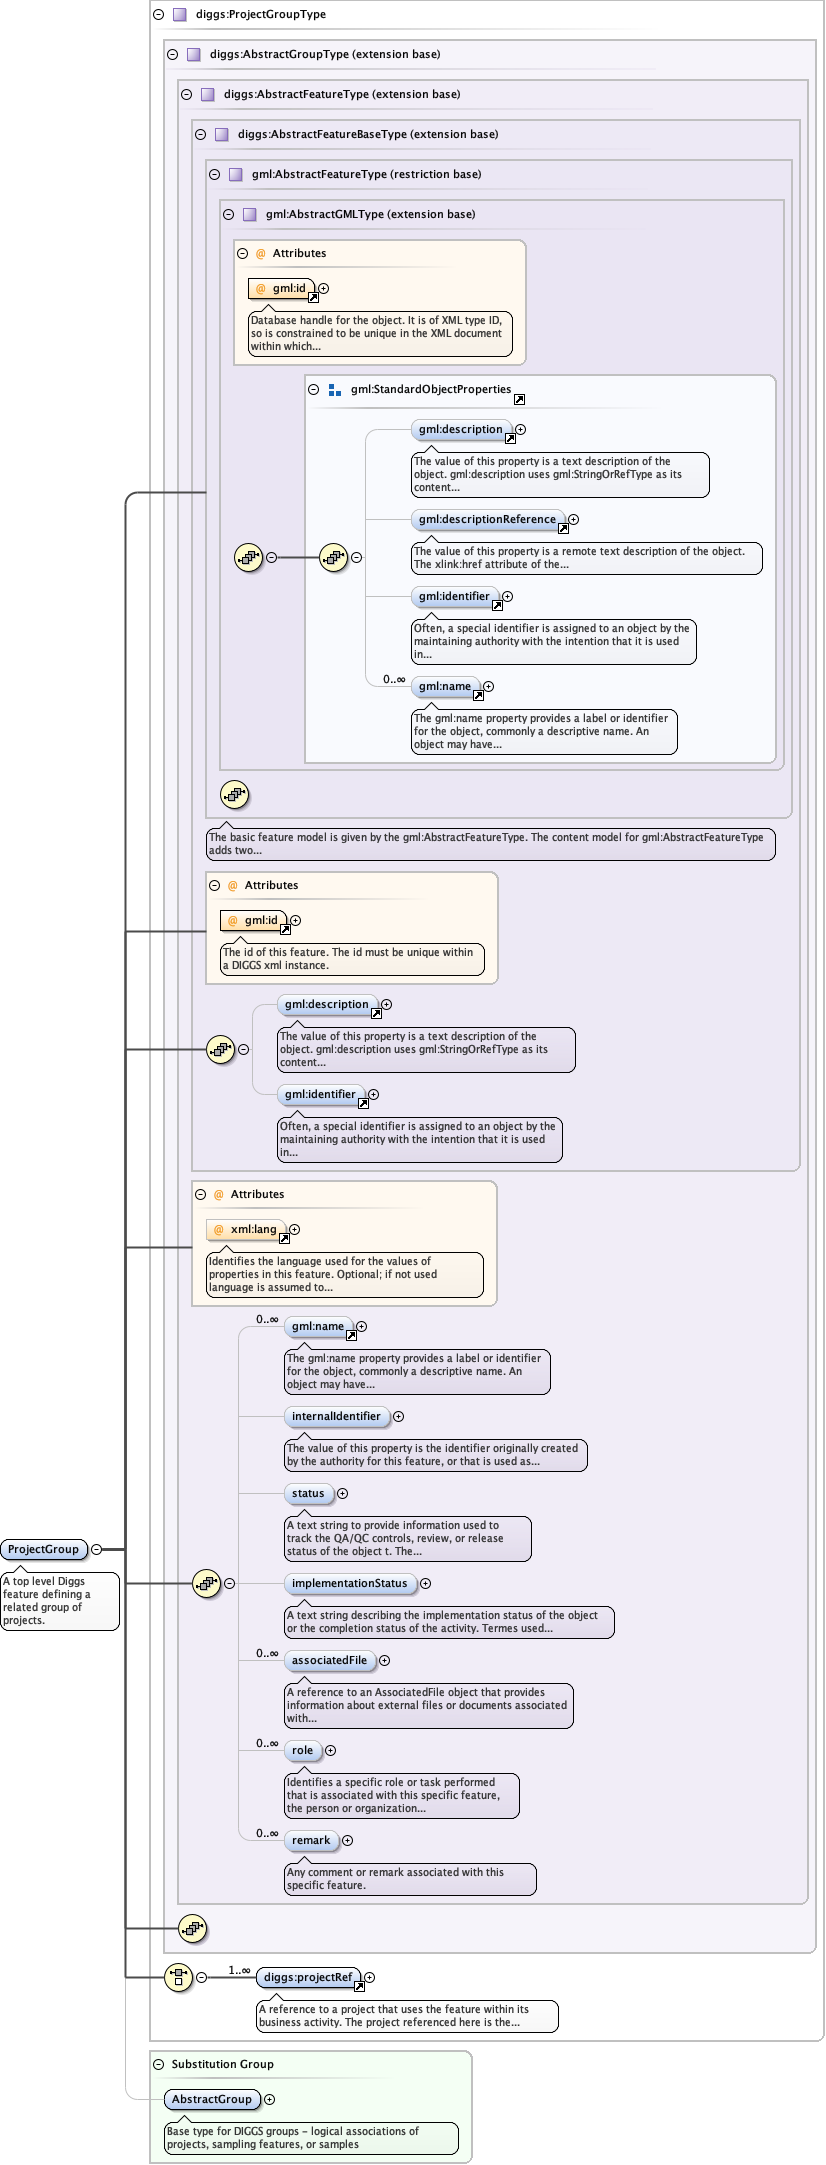 diggs:ProjectGroupType
diggs:AbstractGroupType (extension base)
diggs:AbstractFeatureType (extension base)
diggs:AbstractFeatureBaseType (extension base)
gml:AbstractFeatureType (restriction base)
gml:AbstractGMLType (extension base)
@ Attributes
@ gml:id
Database handle for the object. It is of XML type ID,
so is constrained to be unique in the XML document
within which...
gml:StandardObjectProperties
gml:description
The value of this property is a text description of the
object. gml:description uses gml:StringOrRefType as its
content...
gml:descriptionReference
The value of this property is a remote text description of the object.
The xlink:href attribute of the...
gml:identifier
Often, a special identifier is assigned to an object by the
maintaining authority with the intention that it is used
in...
0..∞
gml:name
The gml:name property provides a label or identifier
for the object, commonly a descriptive name. An
object may have...
The basic feature model is given by the gml:AbstractFeatureType. The content model for gml:AbstractFeatureType
adds two...
@ Attributes
@ gml:id
The id of this feature. The id must be unique within
a DIGGS xml instance.
gml:description
The value of this property is a text description of the
object. gml:description uses gml:StringOrRefType as its
content...
gml:identifier
Often, a special identifier is assigned to an object by the
maintaining authority with the intention that it is used
in...
@ Attributes
@ xml:lang
Identifies the language used for the values of
properties in this feature. Optional; if not used
language is assumed to...
0..∞
gml:name
The gml:name property provides a label or identifier
for the object, commonly a descriptive name. An
object may have...
internalIdentifier
The value of this property is the identifier originally created
by the authority for this feature, or that is used as...
status
A text string to provide information used to
track the QA/QC controls, review, or release
status of the object t. The...
ProjectGroup
A top level Diggs
feature defining a
related group of
projects.
implementationStatus
A text string describing the implementation status of the object
or the completion status of the activity. Termes used...
0..∞
associatedFile
A reference to an AssociatedFile object that provides
information about external files or documents associated
with...
0..∞
role
Identifies a specific role or task performed
that is associated with this specific feature,
the person or organization...
0..∞
remark
Any comment or remark associated with this
specific feature.
1..∞
diggs:projectRef
A reference to a project that uses the feature within its
business activity. The project referenced here is the...
Substitution Group
AbstractGroup
Base type for DIGGS groups – logical associations of
projects, sampling features, or samples